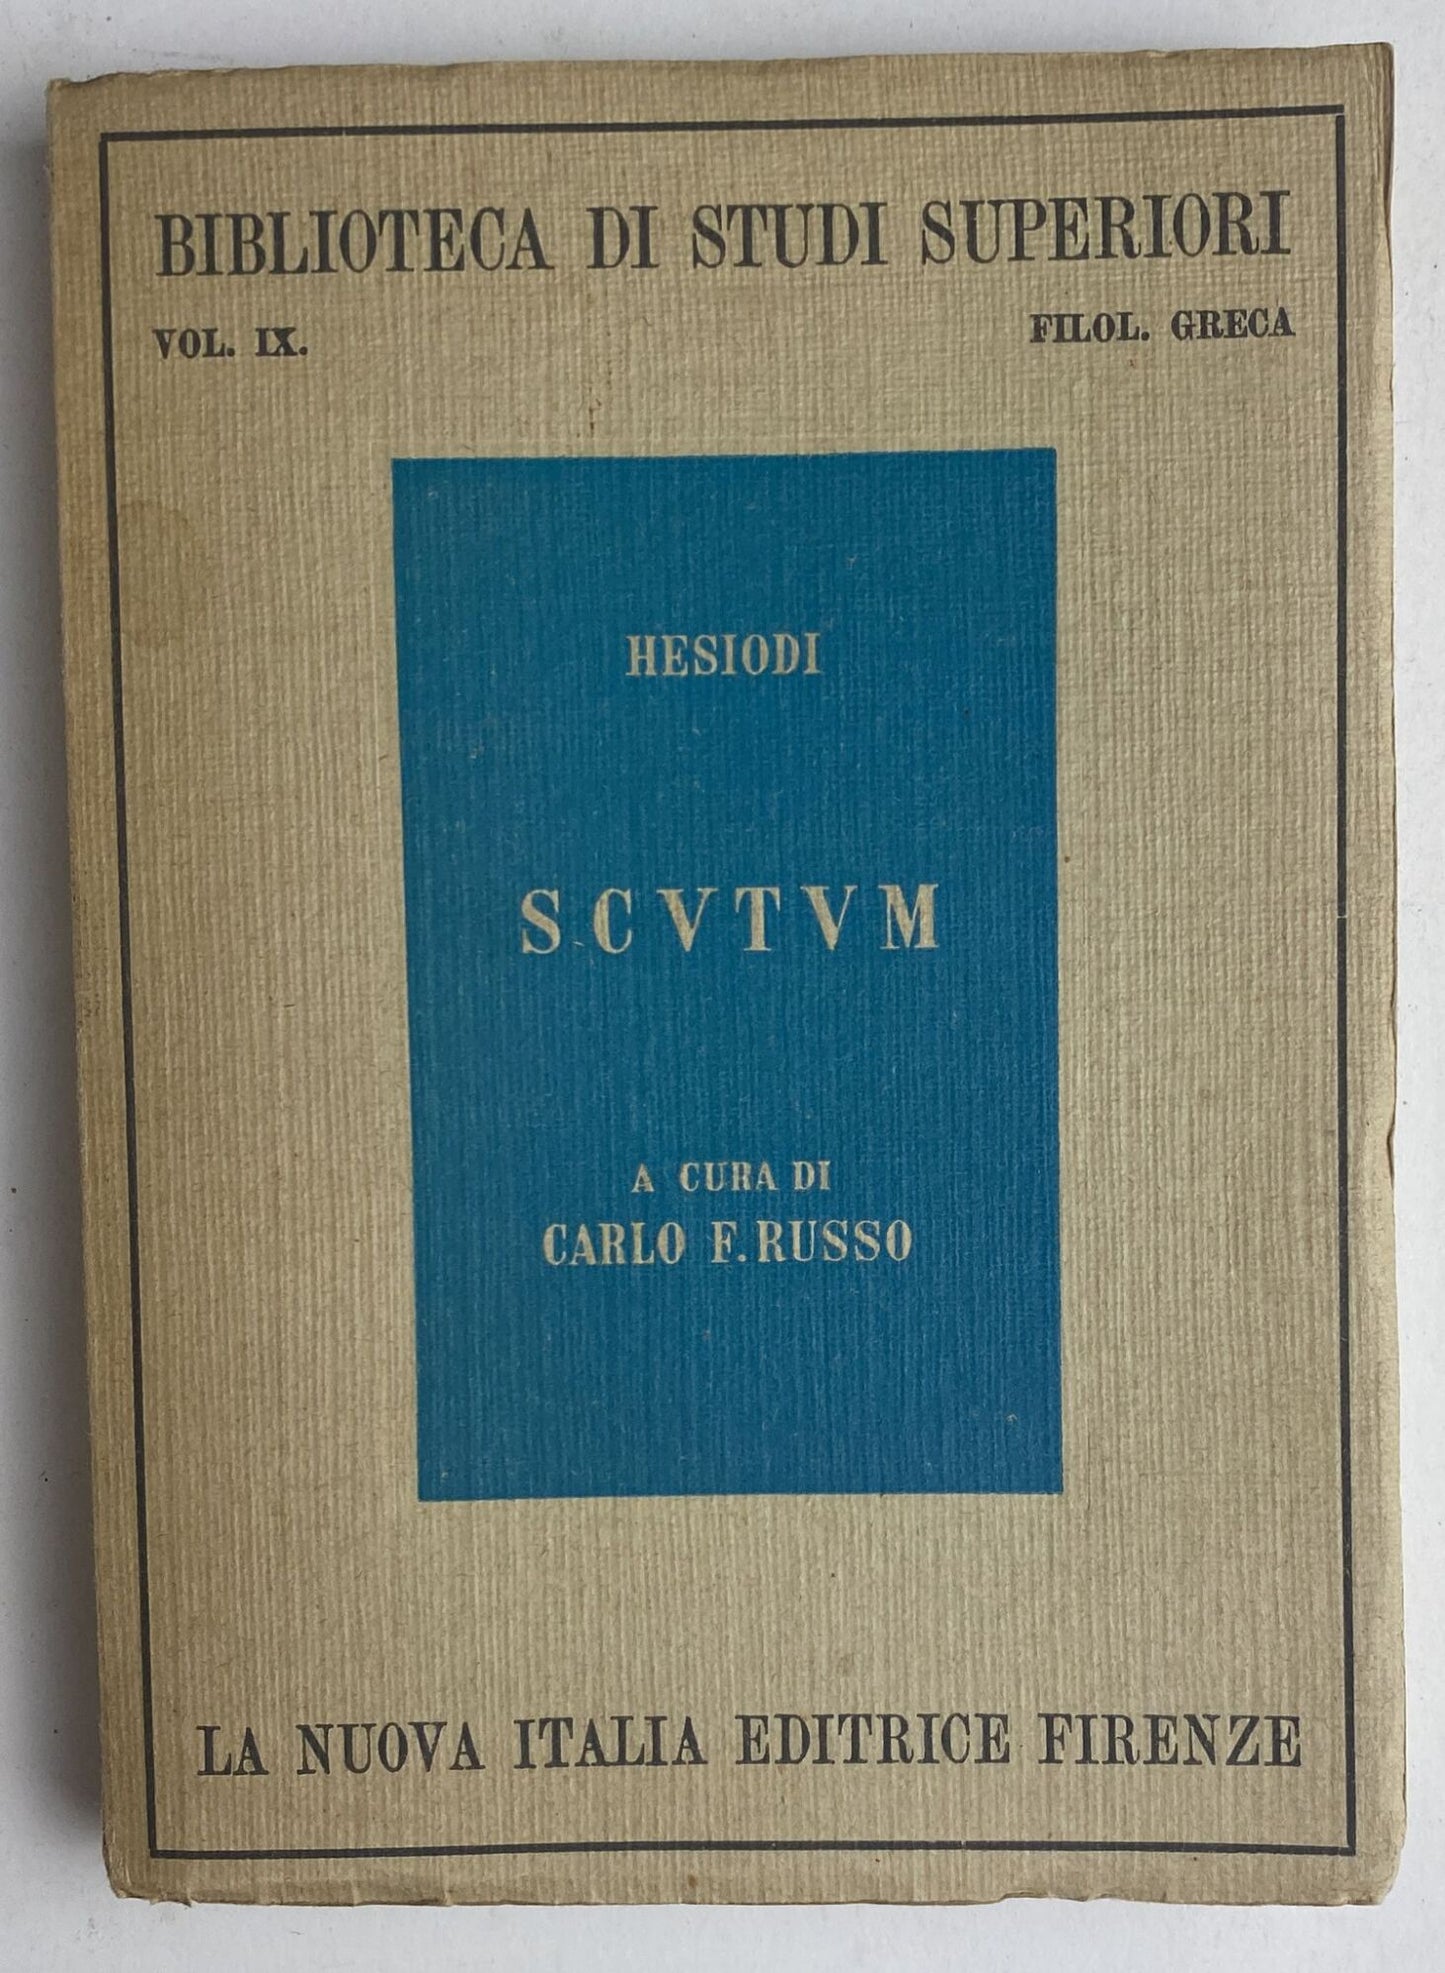 BIBLIOTECA DI STUDI SUPERIORI
VOL. IX. FILOL. GRECA
HESIODI
SCVTVM
A CURA DI
CARLO F. RUSSO
LA NUOVA ITALIA EDITRICE FIRENZE